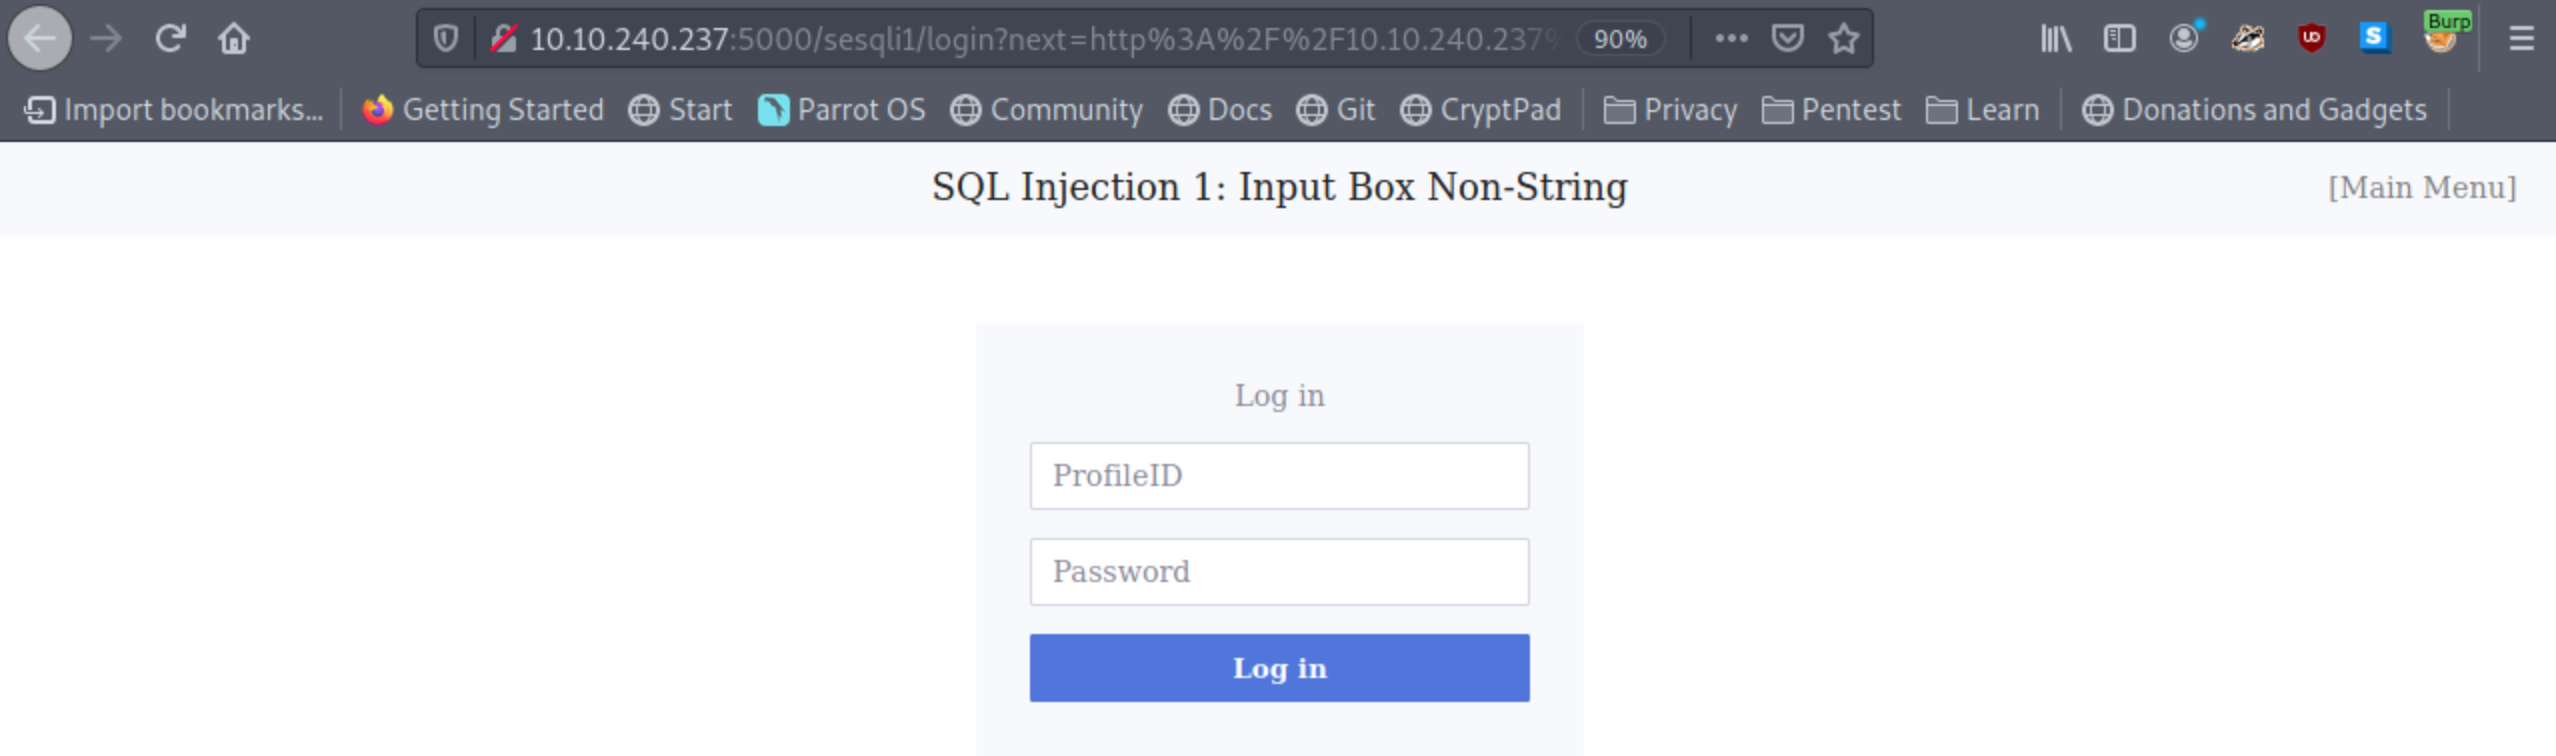 10.10.240.237:5000/sesqli1/login?next=http%3A%2F%2F10.10.240.237% 90% Burp
Import bookmarks... Getting Started Start Parrot OS Community Docs Git CryptPad Privacy Pentest Learn Donations and Gadgets
SQL Injection 1: Input Box Non-String [Main Menu]
Log in
ProfileID
Password
Log in